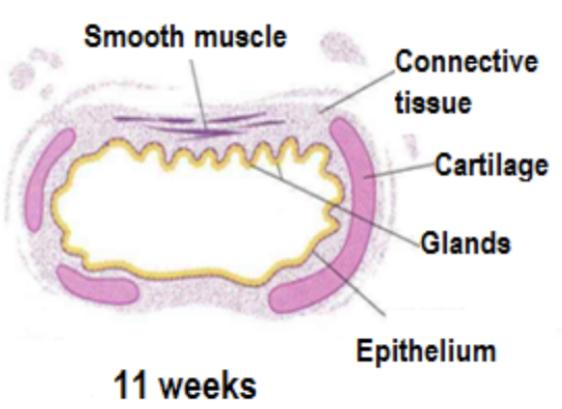 Smooth muscle
Connective
tissue
Cartilage
Glands
Epithelium
11 weeks